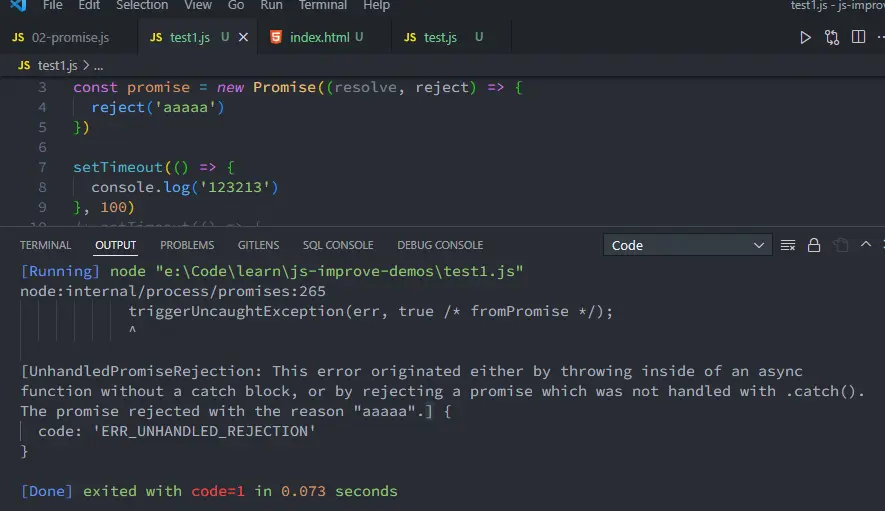 File Edit Selection View Go Run Terminal Help test1.js - js-improve
JS 02-promise.js JS test1.js U index.html U JS test.js U
JS test1.js > ...
3 const promise = new Promise((resolve, reject) => {
4 reject('aaaaa')
5 })
6
7 setTimeout(() => {
8 console.log('123213')
9 }, 100)
TERMINAL OUTPUT PROBLEMS GITLENS SQL CONSOLE DEBUG CONSOLE Code
[Running] node "e:\Code\learn\js-improve-demos\test1.js"
node:internal/process/promises:265
triggerUncaughtException(err, true /* fromPromise */);
^
[UnhandledPromiseRejection: This error originated either by throwing inside of an async
function without a catch block, or by rejecting a promise which was not handled with .catch().
The promise rejected with the reason "aaaaa".] {
code: 'ERR_UNHANDLED_REJECTION'
}
[Done] exited with code=1 in 0.073 seconds